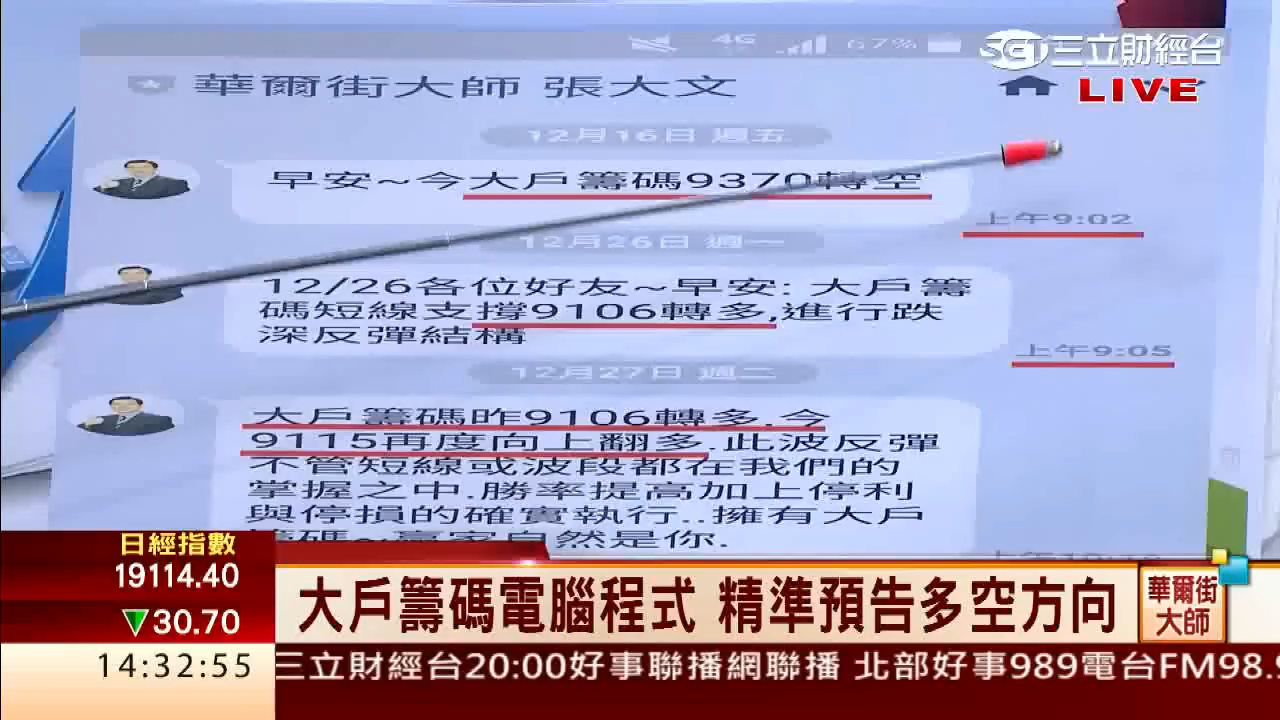 67%
三立財經台
LIVE
華爾街大師 張大文
12月16日 週五
早安~今大戶籌碼9370轉空
上午9:02
12月26日 週一
12/26各位好友~早安: 大戶籌
碼短線支撐9106轉多,進行跌
深反彈結構
上午9:05
12月27日 週二
大戶籌碼昨9106轉多.今
9115再度向上翻多.此波反彈
不管短線或波段都在我們的
掌握之中.勝率提高加上停利
與停損的確實執行..擁有大戶
籌碼~贏家自然是你.
日經指數
19114.40
▼30.70
大戶籌碼電腦程式 精準預告多空方向
華爾街
大師
14:32:55
三立財經台20:00好事聯播網聯播 北部好事989電台FM98.9